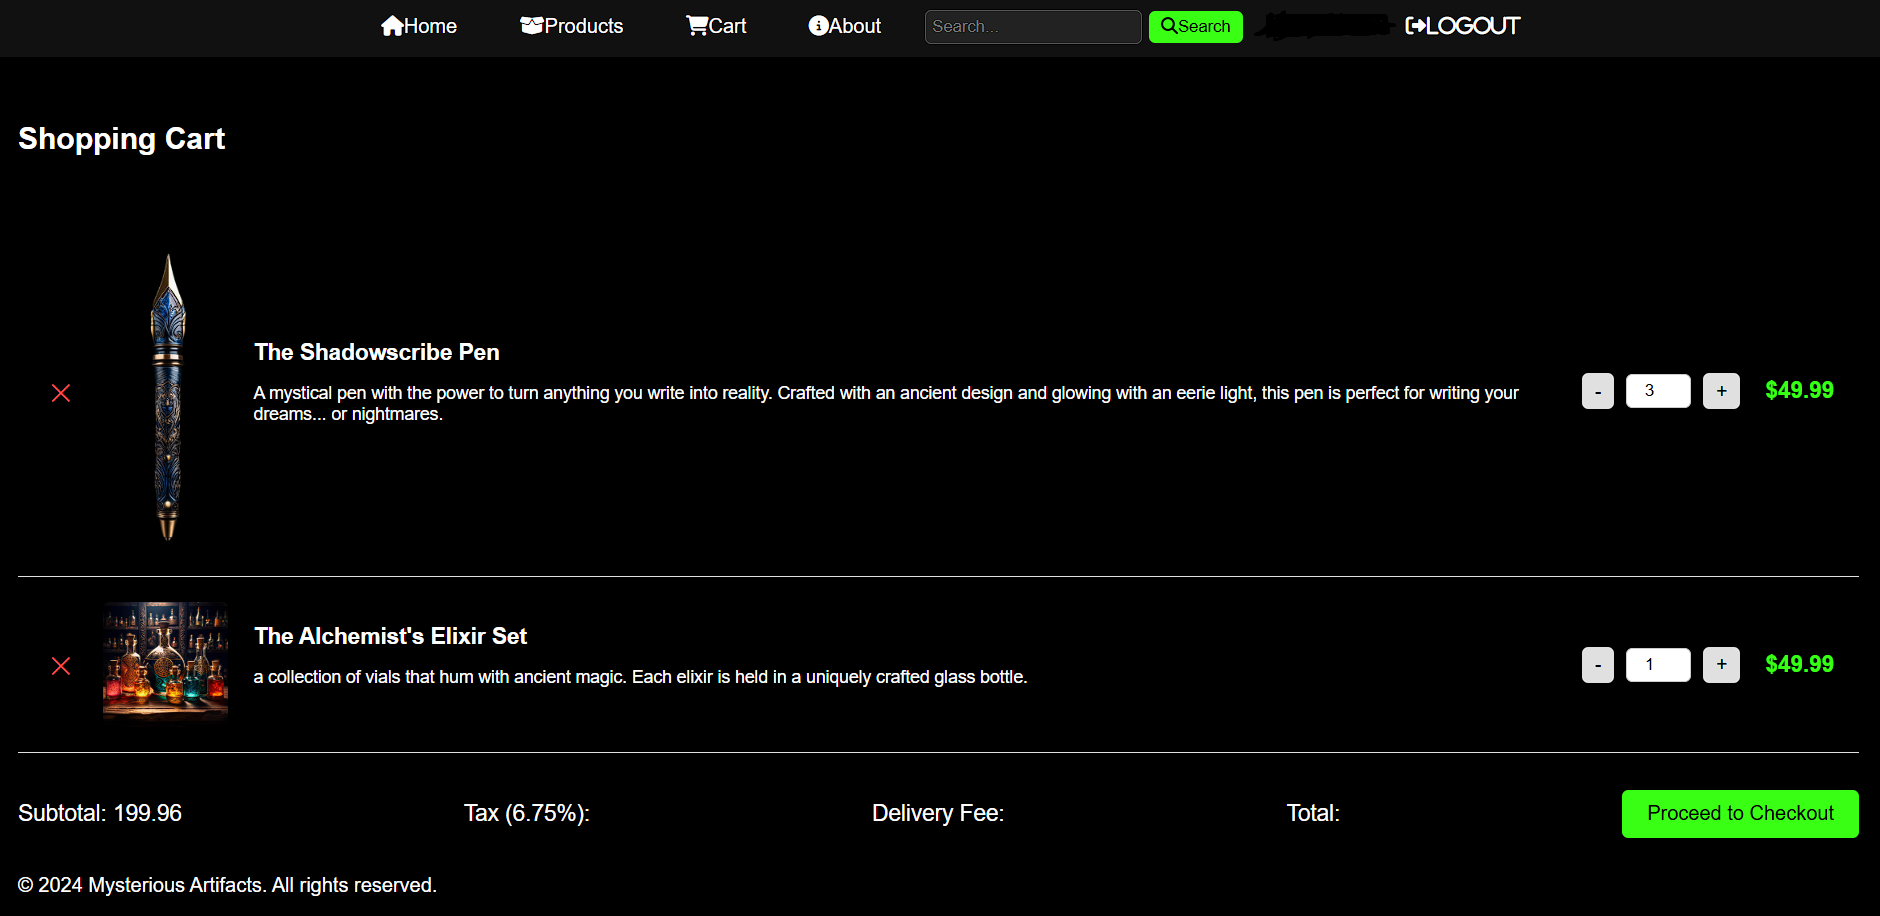 Home Products Cart About Search... Search LOGOUT
Shopping Cart
The Shadowscribe Pen
A mystical pen with the power to turn anything you write into reality. Crafted with an ancient design and glowing with an eerie light, this pen is perfect for writing your
dreams... or nightmares.
- 3 + $49.99
The Alchemist's Elixir Set
a collection of vials that hum with ancient magic. Each elixir is held in a uniquely crafted glass bottle.
- 1 + $49.99
Subtotal: 199.96 Tax (6.75%): Delivery Fee: Total: Proceed to Checkout
© 2024 Mysterious Artifacts. All rights reserved.